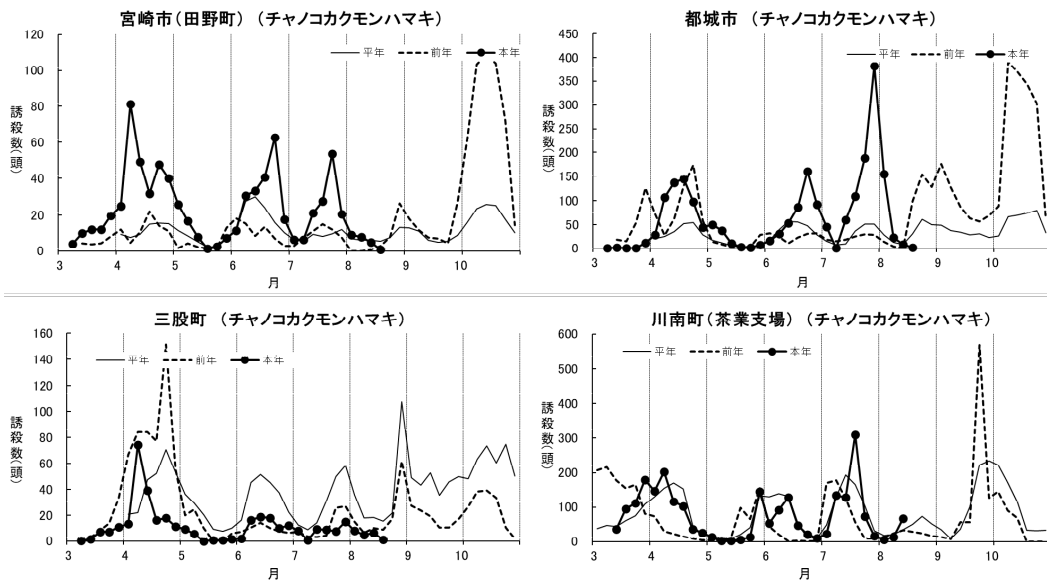 宮崎市（田野町）（チャノコカクモンハマキ）
120
100
80
60
40
20
0
誘殺数（頭）
平年 前年 本年
3 4 5 6 7 8 9 10
月
都城市 （チャノコカクモンハマキ）
450
400
350
300
250
200
150
100
50
0
誘殺数（頭）
平年 前年 本年
3 4 5 6 7 8 9 10
月
三股町 （チャノコカクモンハマキ）
160
140
120
100
80
60
40
20
0
誘殺数（頭）
平年 前年 本年
3 4 5 6 7 8 9 10
月
川南町（茶業支場）（チャノコカクモンハマキ）
600
500
400
300
200
100
0
誘殺数（頭）
平年 前年 本年
3 4 5 6 7 8 9 10
月